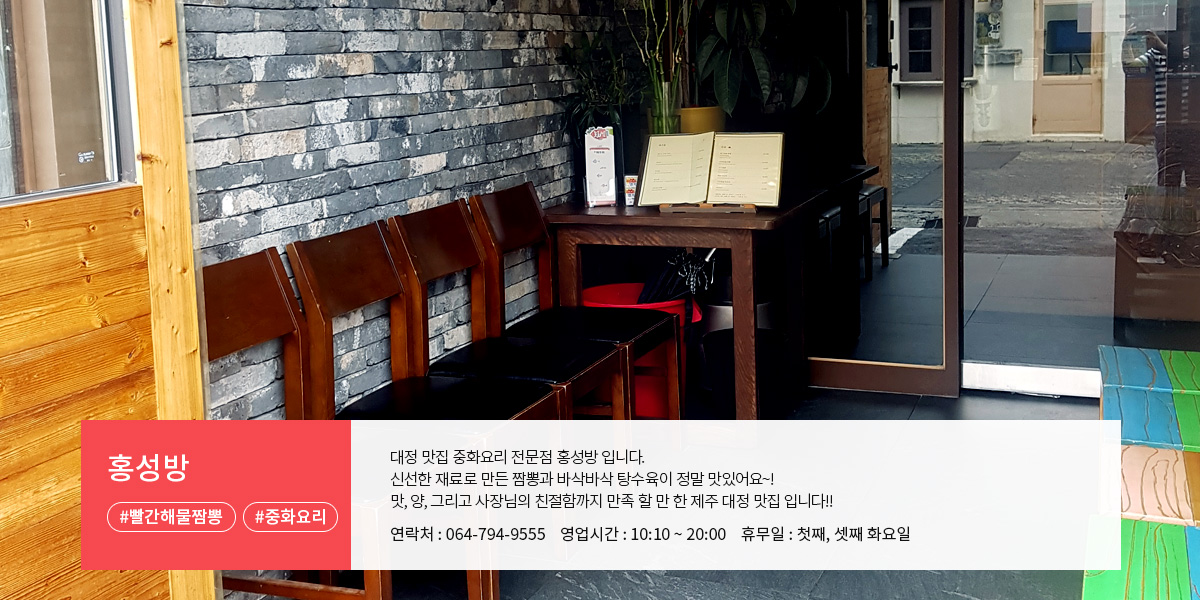 홍성방
#빨간해물짬뽕 #중화요리
대정 맛집 중화요리 전문점 홍성방 입니다.
신선한 재료로 만든 짬뽕과 바삭바삭 탕수육이 정말 맛있어요~!
맛, 양, 그리고 사장님의 친절함까지 만족 할 만 한 제주 대정 맛집 입니다!!
연락처 : 064-794-9555 영업시간 : 10:10 ~ 20:00 휴무일 : 첫째, 셋째 화요일